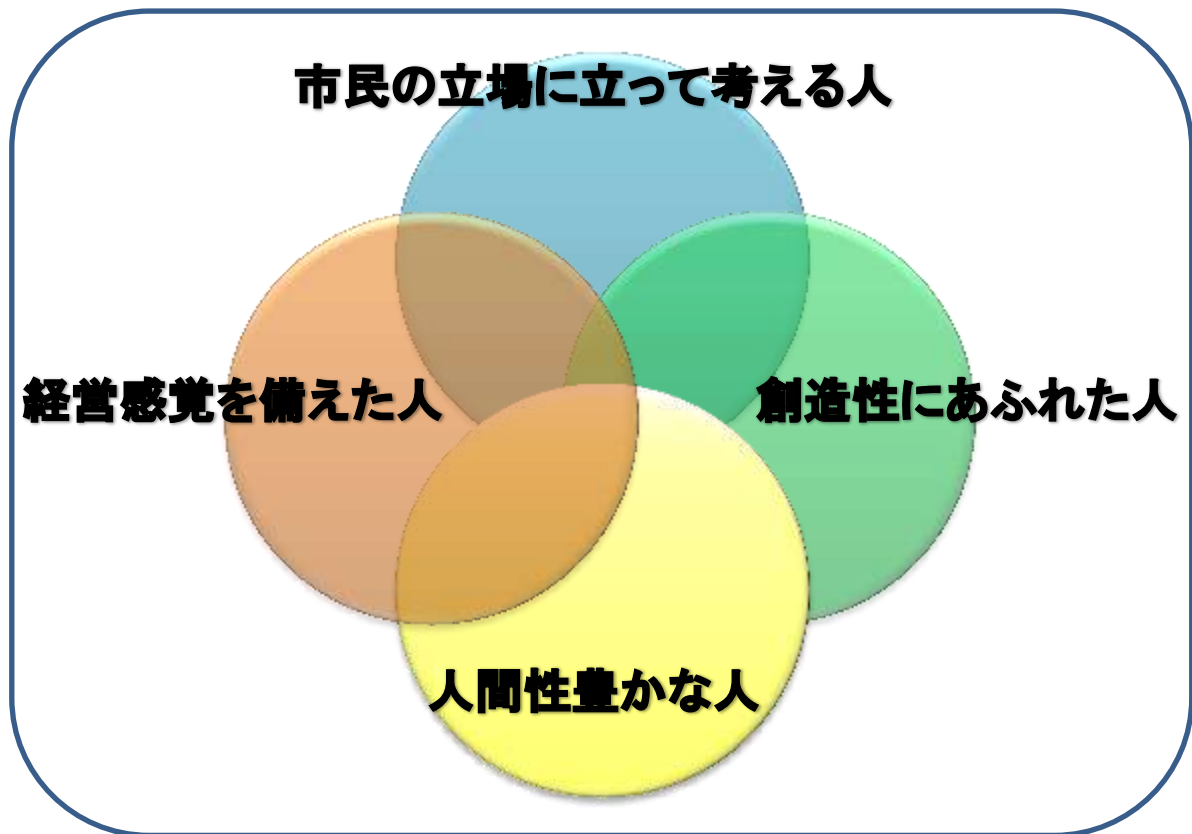 市民の立場に立って考える人
経営感覚を備えた人
創造性にあふれた人
人間性豊かな人